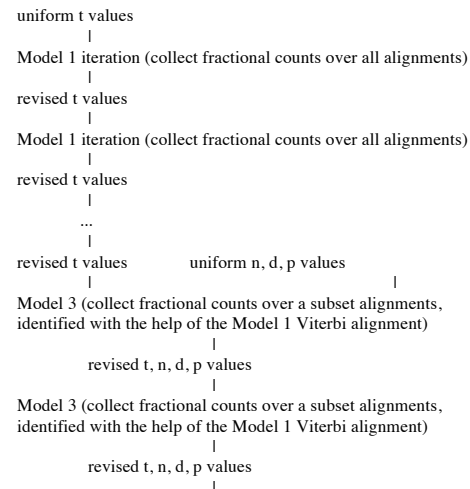 uniform t values
|
Model 1 iteration (collect fractional counts over all alignments)
|
revised t values
|
Model 1 iteration (collect fractional counts over all alignments)
|
revised t values
|
...
|
revised t values uniform n, d, p values
| |
Model 3 (collect fractional counts over a subset alignments,
identified with the help of the Model 1 Viterbi alignment)
|
revised t, n, d, p values
|
Model 3 (collect fractional counts over a subset alignments,
identified with the help of the Model 1 Viterbi alignment)
|
revised t, n, d, p values
|